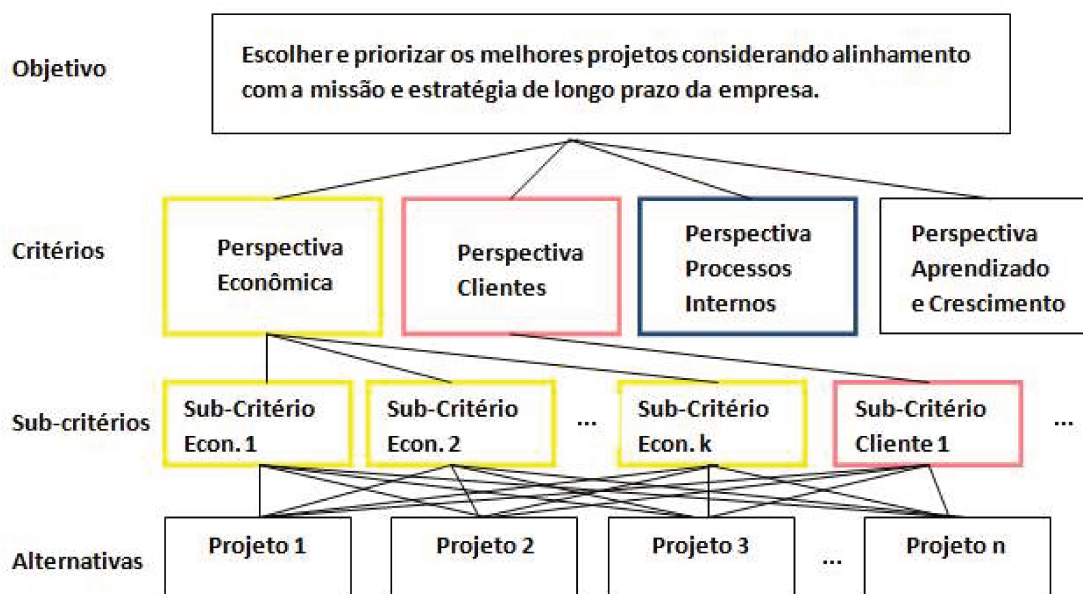 Objetivo
Escolher e priorizar os melhores projetos considerando alinhamento
com a missão e estratégia de longo prazo da empresa.
Critérios
Perspectiva
Econômica
Perspectiva
Clientes
Perspectiva
Processos
Internos
Perspectiva
Aprendizado
e Crescimento
Sub-critérios
Sub-Critério
Econ. 1
Sub-Critério
Econ. 2
...
Sub-Critério
Econ. k
Sub-Critério
Cliente 1
...
Alternativas
Projeto 1
Projeto 2
Projeto 3
...
Projeto n